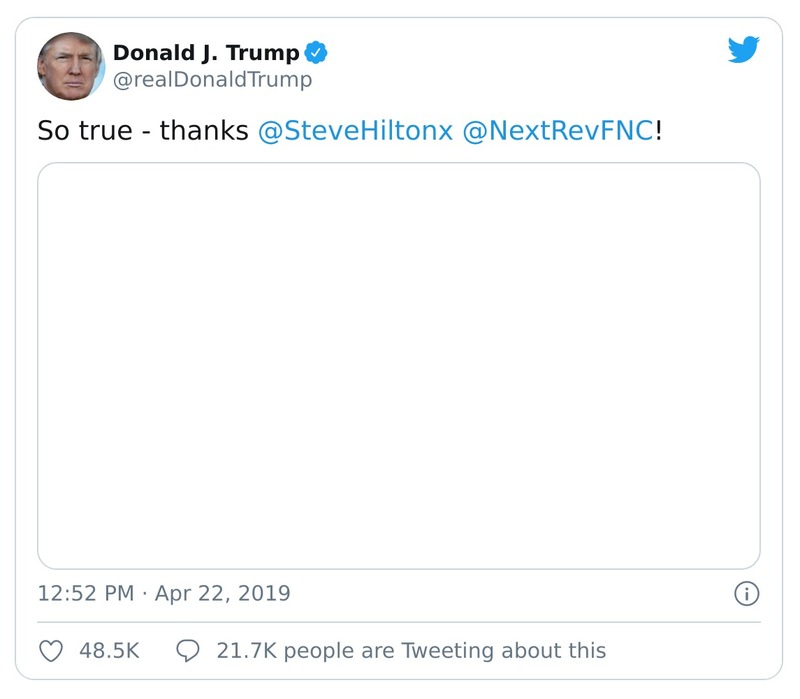 Donald J. Trump
@realDonaldTrump
So true - thanks @SteveHiltonx @NextRevFNC!
12:52 PM · Apr 22, 2019
48.5K 21.7K people are Tweeting about this